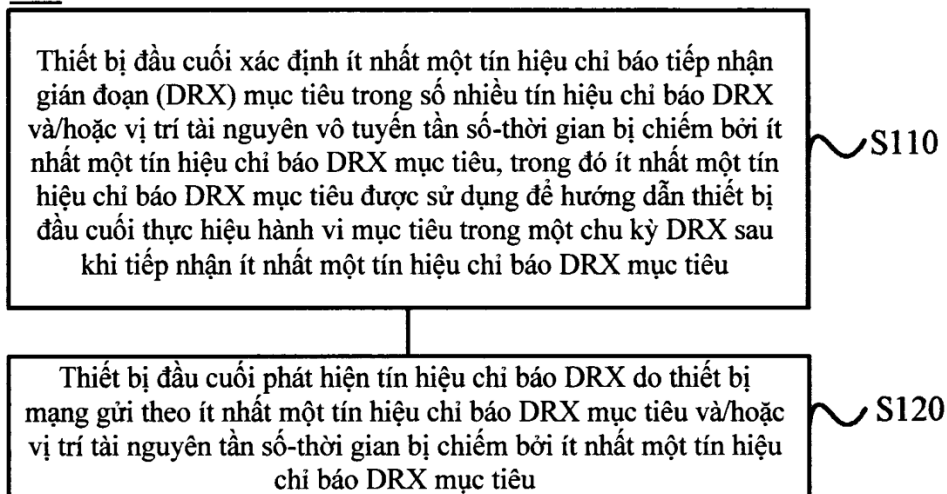 Thiết bị đầu cuối xác định ít nhất một tín hiệu chỉ báo tiếp nhận
gián đoạn (DRX) mục tiêu trong số nhiều tín hiệu chỉ báo DRX
và/hoặc vị trí tài nguyên vô tuyến tần số-thời gian bị chiếm bởi ít
nhất một tín hiệu chỉ báo DRX mục tiêu, trong đó ít nhất một tín
hiệu chỉ báo DRX mục tiêu được sử dụng để hướng dẫn thiết bị
đầu cuối thực hiện hành vi mục tiêu trong một chu kỳ DRX sau
khi tiếp nhận ít nhất một tín hiệu chỉ báo DRX mục tiêu
S110
Thiết bị đầu cuối phát hiện tín hiệu chỉ báo DRX do thiết bị
mạng gửi theo ít nhất một tín hiệu chỉ báo DRX mục tiêu và/hoặc
vị trí tài nguyên tần số-thời gian bị chiếm bởi ít nhất một tín hiệu
chỉ báo DRX mục tiêu
S120